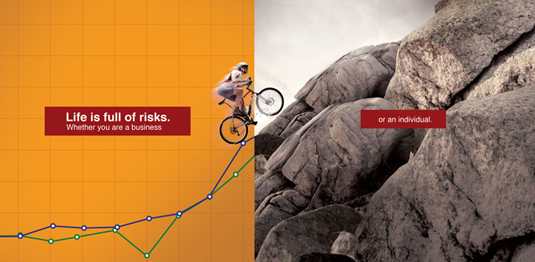 Life is full of risks.
Whether you are a business
or an individual.